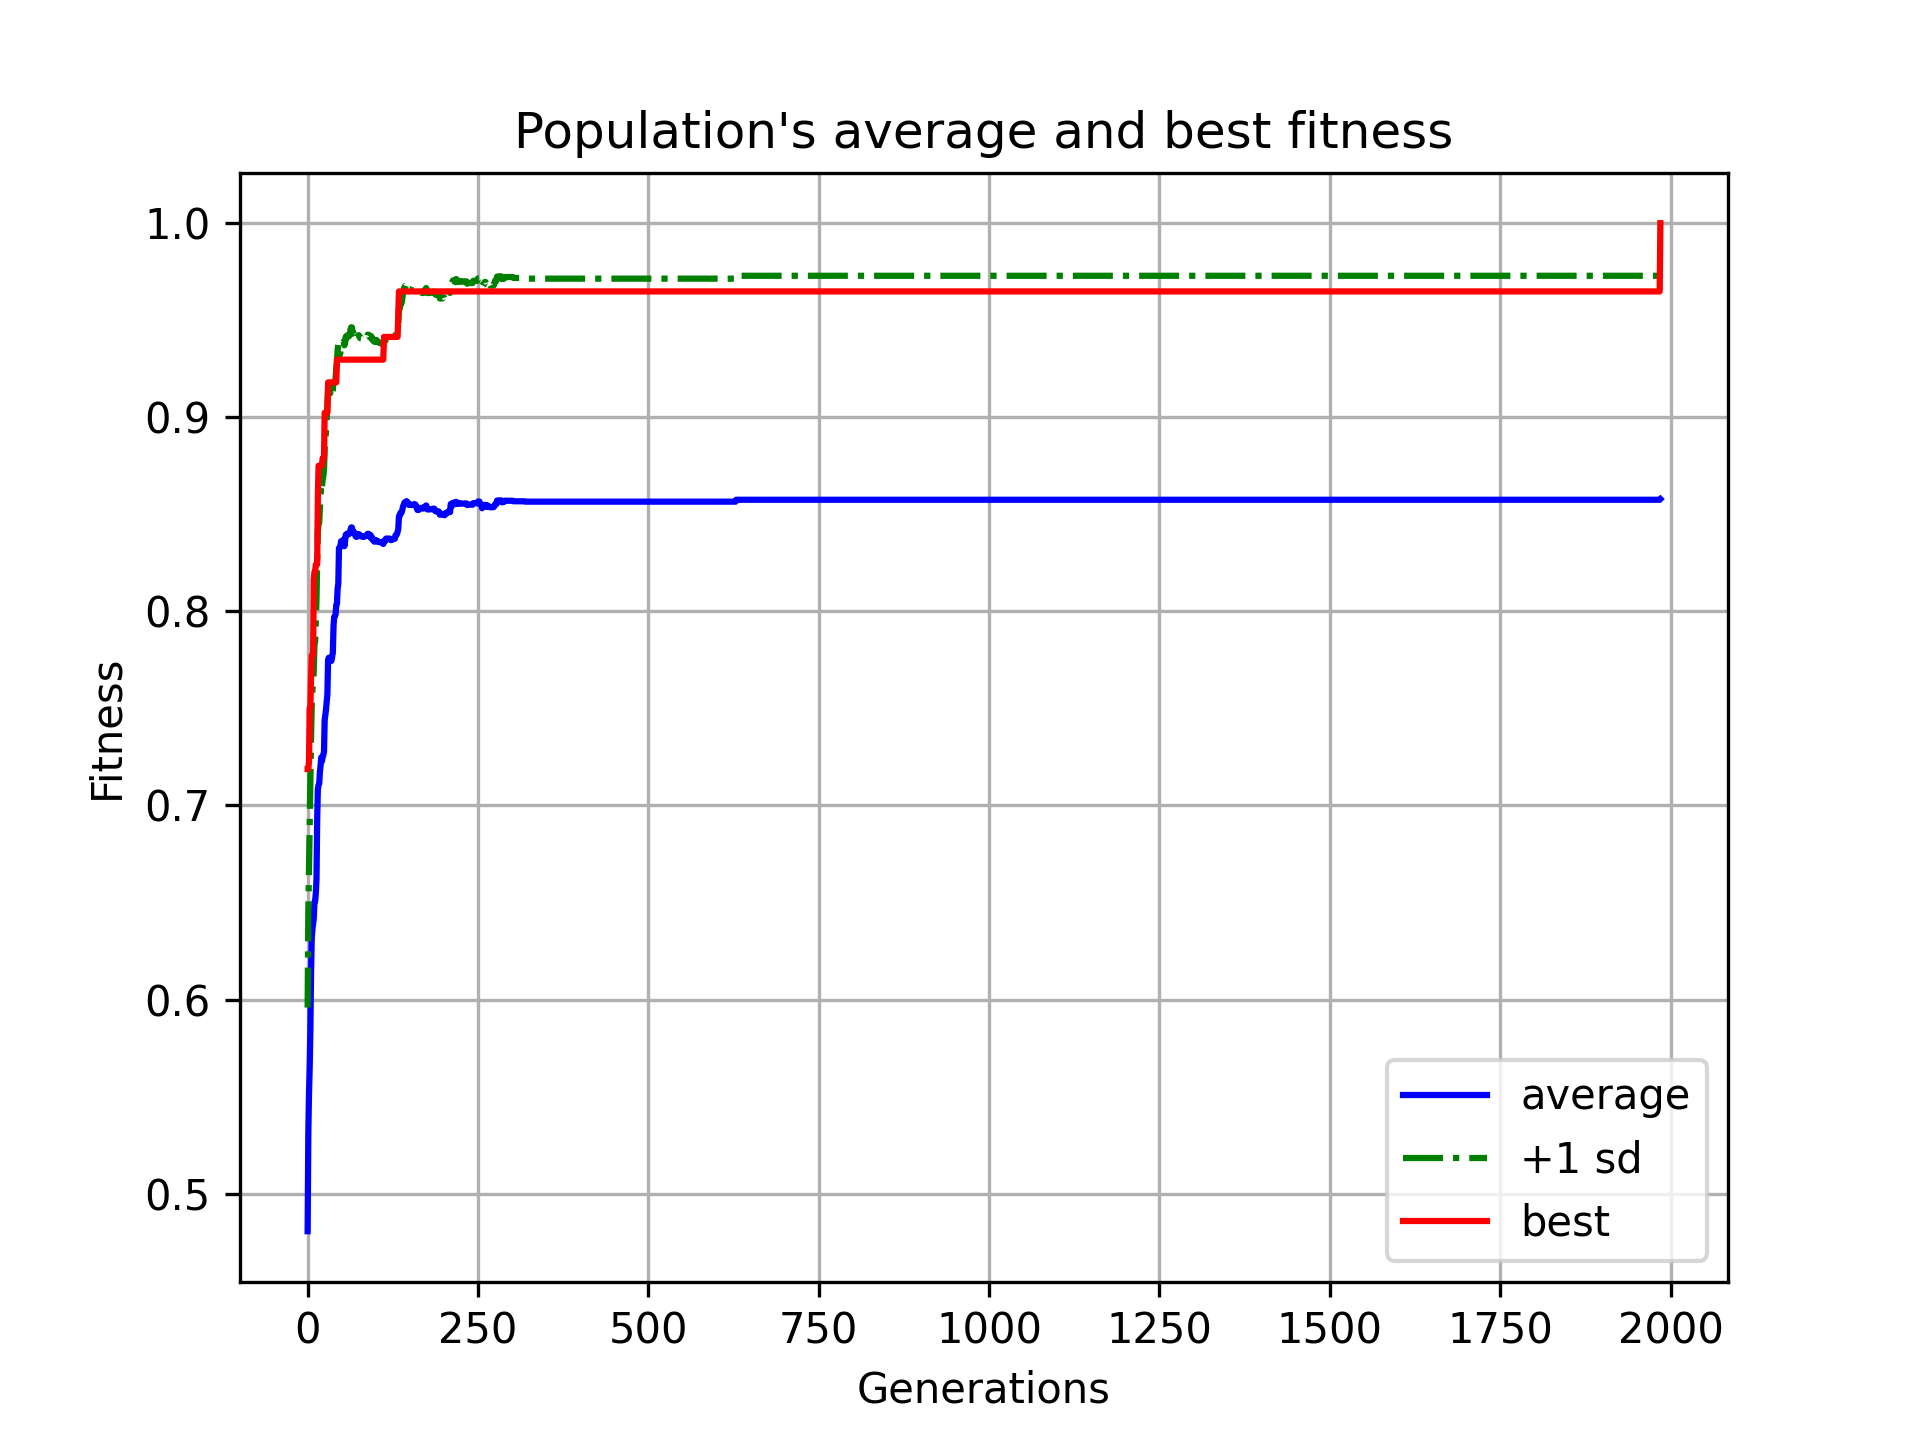 Population's average and best fitness
1.0
0.9
0.8
0.7
0.6
0.5
Fitness
0 250 500 750 1000 1250 1500 1750 2000
Generations
average
+1 sd
best